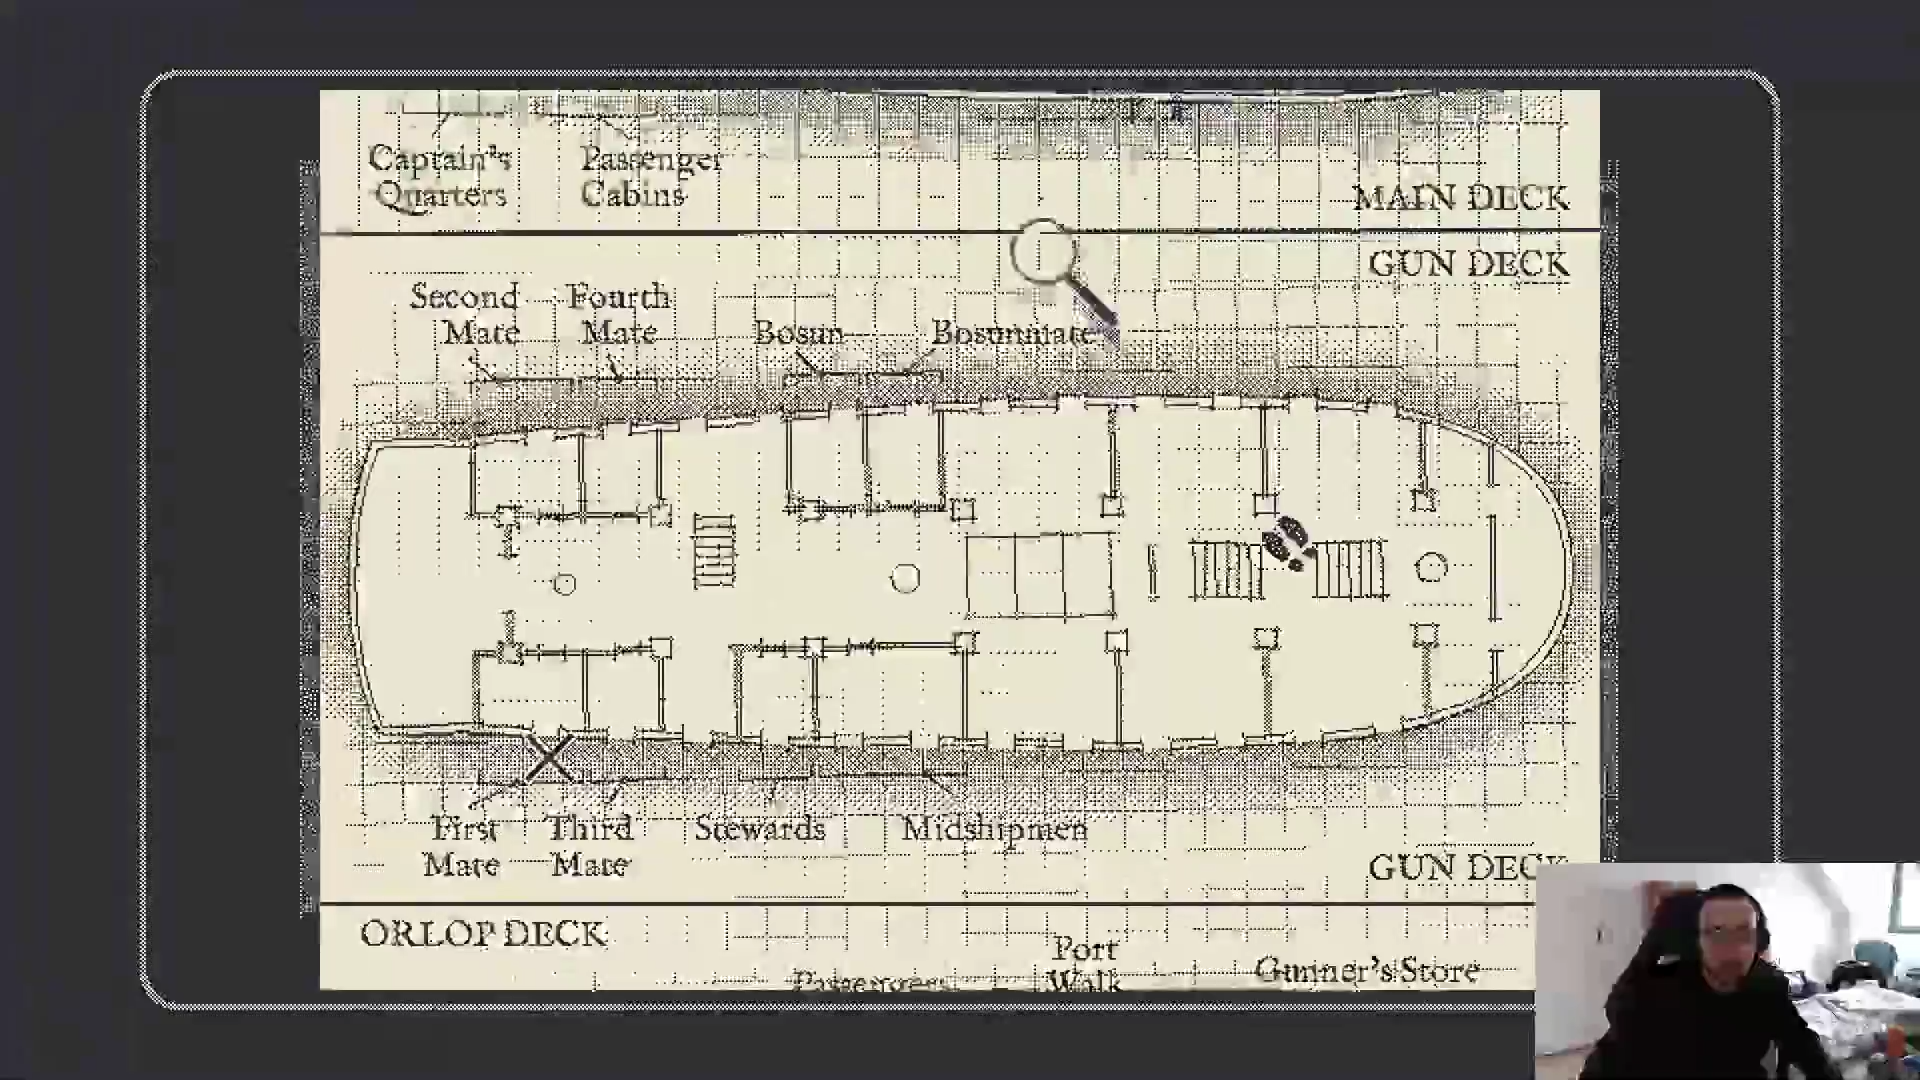 Captain's
Quarters
Passenger
Cabins
MAIN DECK
GUN DECK
Second
Mate
Fourth
Mate
Bosun
Bosunmate
First
Mate
Third
Mate
Stewards
Midshipmen
GUN DECK
ORLOP DECK
Passengers
Port
Walk
Gunner's Store